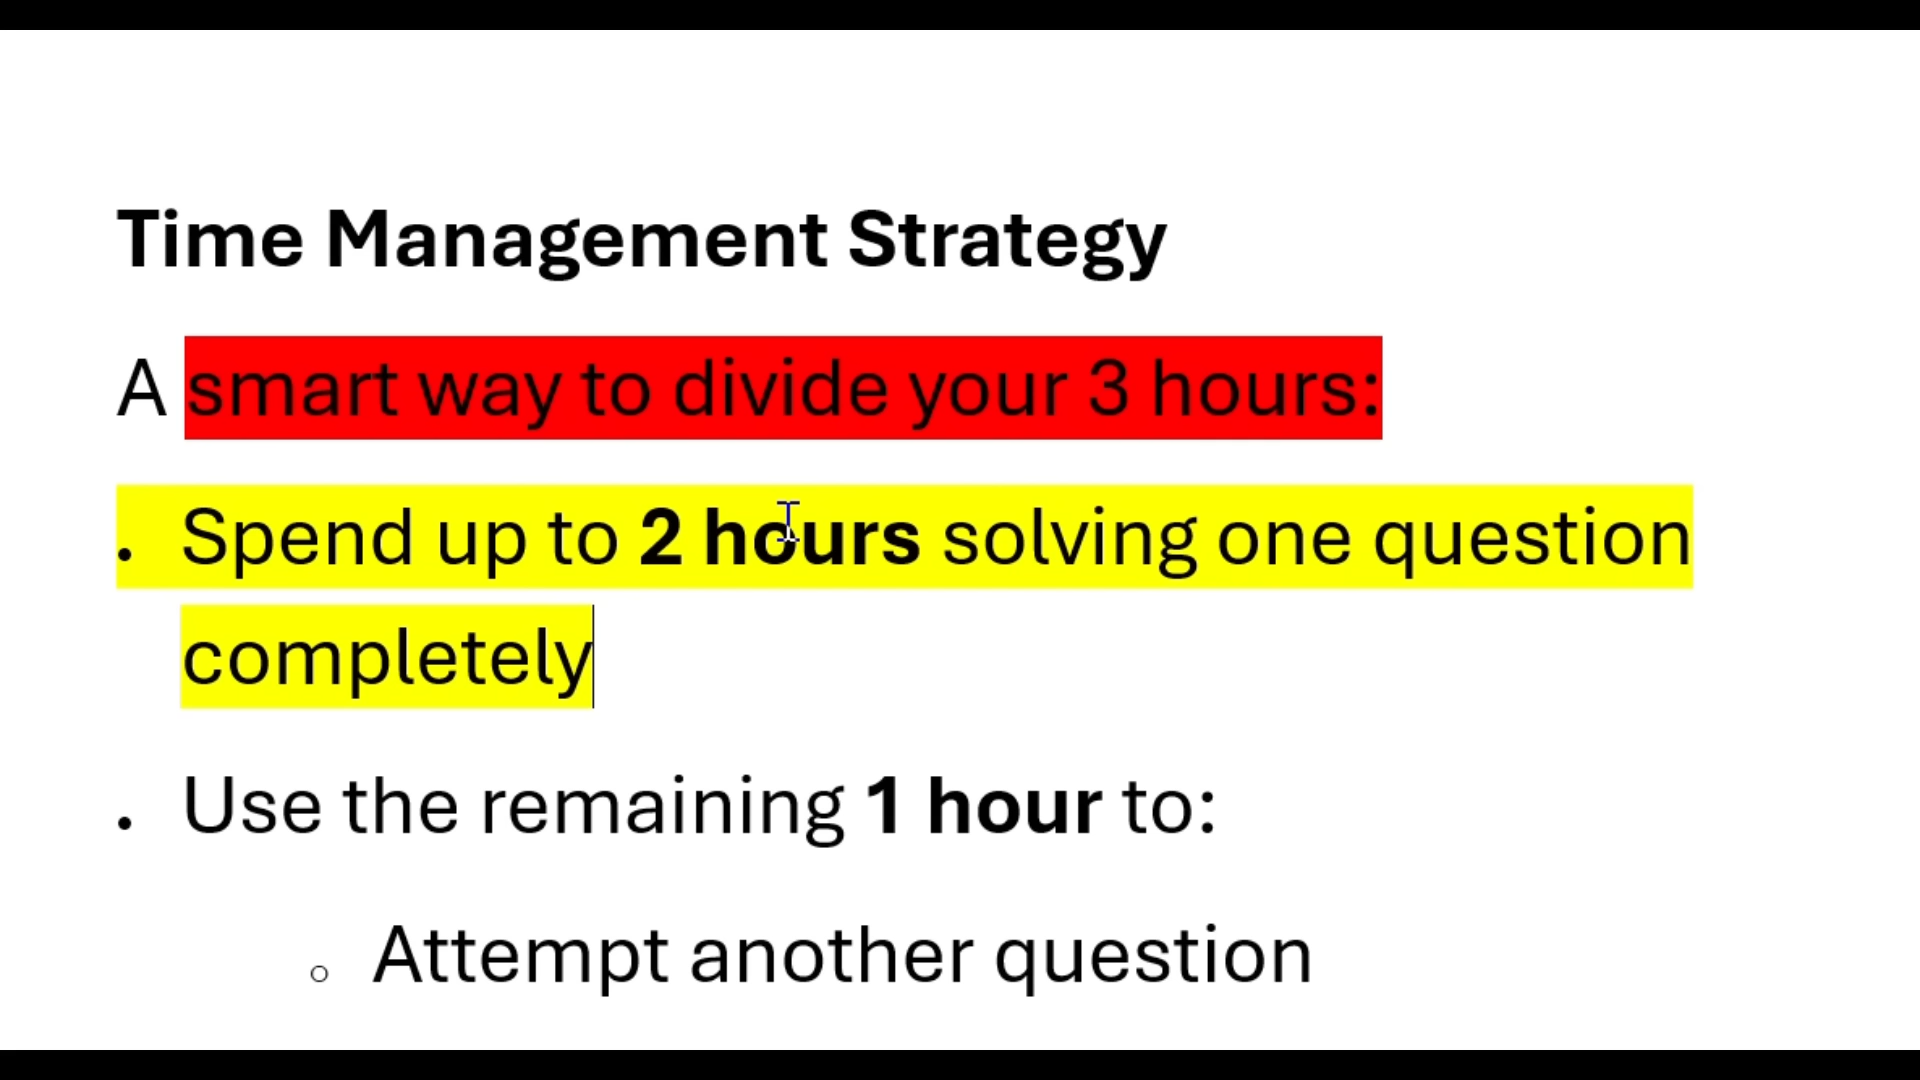 Time Management Strategy
A smart way to divide your 3 hours:
• Spend up to 2 hours solving one question
completely
• Use the remaining 1 hour to:
○ Attempt another question